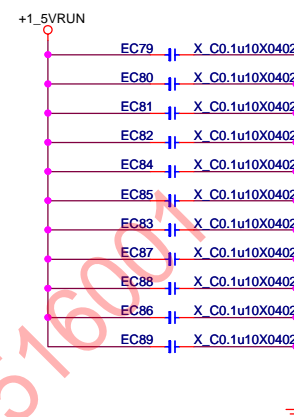 +1_5VRUN
EC79 X_C0.1u10X0402
EC80 X_C0.1u10X0402
EC81 X_C0.1u10X0402
EC82 X_C0.1u10X0402
EC84 X_C0.1u10X0402
EC85 X_C0.1u10X0402
EC83 X_C0.1u10X0402
EC87 X_C0.1u10X0402
EC88 X_C0.1u10X0402
EC86 X_C0.1u10X0402
EC89 X_C0.1u10X0402
516001